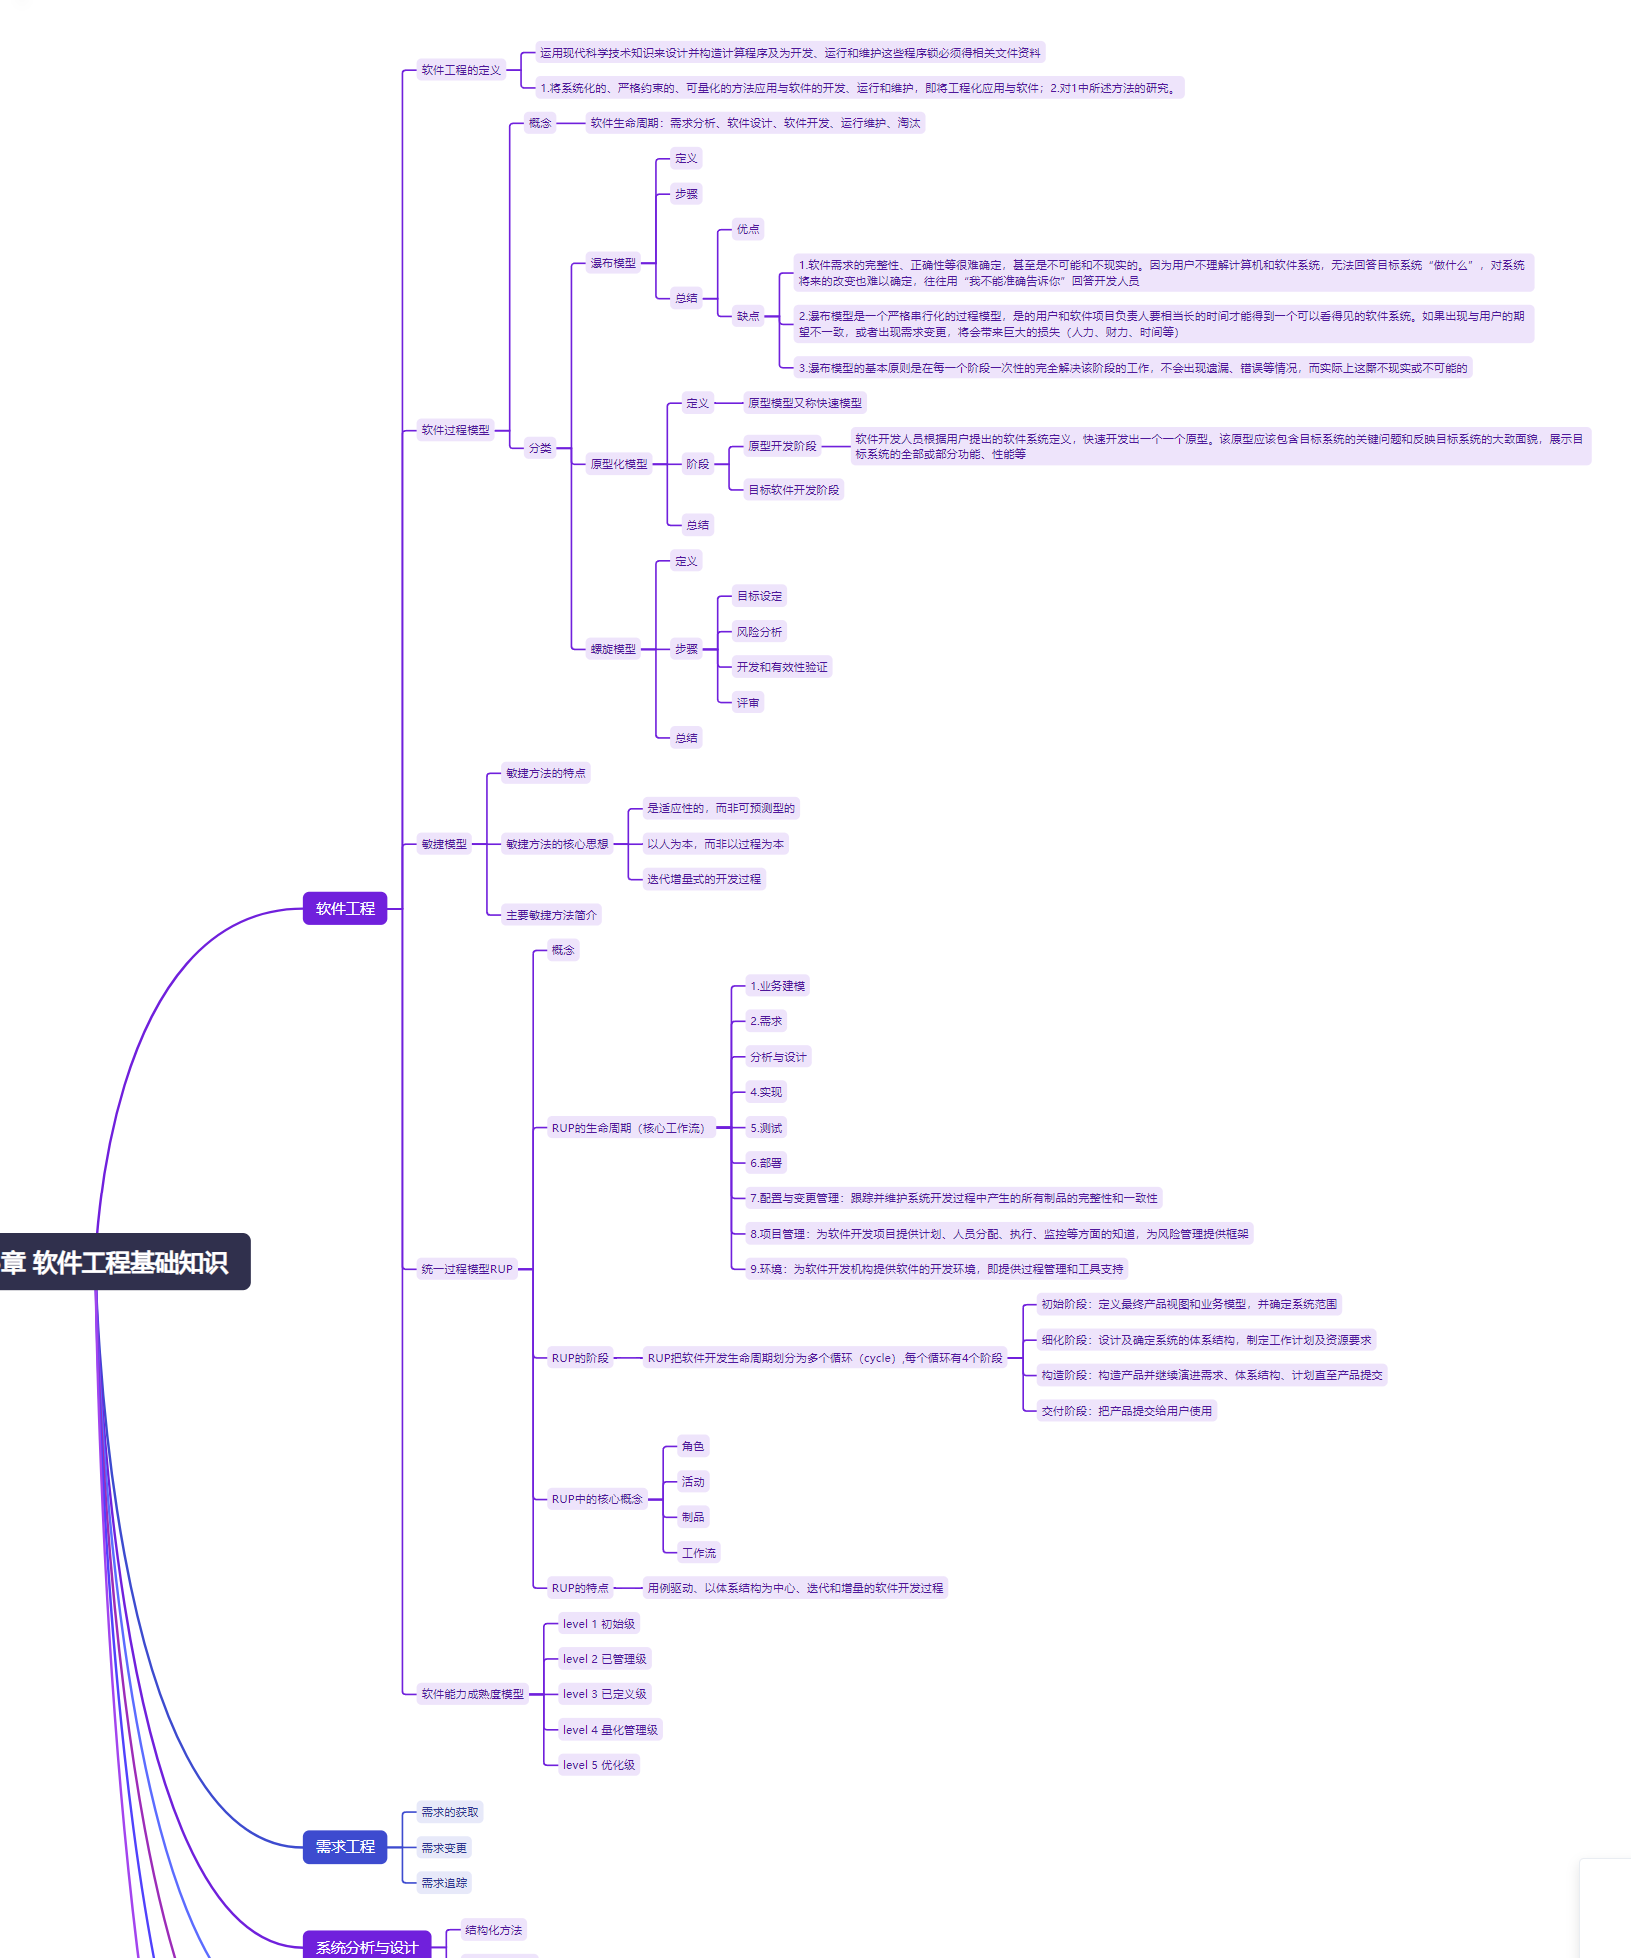 运用现代科学技术知识来设计并构造计算程序及为开发、运行和维护这些程序锁必须得相关文件资料
软件工程的定义
1.将系统化的、严格约束的、可量化的方法应用与软件的开发、运行和维护，即将工程化应用与软件；2.对1中所述方法的研究。
概念
软件生命周期：需求分析、软件设计、软件开发、运行维护、淘汰
定义
步骤
优点
瀑布模型
1.软件需求的完整性、正确性等很难确定，甚至是不可能和不现实的。因为用户不理解计算机和软件系统，无法回答目标系统“做什么”，对系统
将来的改变也难以确定，往往用“我不能准确告诉你”回答开发人员
总结
缺点
2.瀑布模型是一个严格串行化的过程模型，是的用户和软件项目负责人要相当长的时间才能得到一个可以看得见的软件系统。如果出现与用户的期
望不一致，或者出现需求变更，将会带来巨大的损失（人力、财力、时间等）
3.瀑布模型的基本原则是在每一个阶段一次性的完全解决该阶段的工作，不会出现遗漏、错误等情况，而实际上这厮不现实或不可能的
定义
原型模型又称快速模型
软件过程模型
分类
原型开发阶段
软件开发人员根据用户提出的软件系统定义，快速开发出一个一个原型。该原型应该包含目标系统的关键问题和反映目标系统的大致面貌，展示目
标系统的全部或部分功能、性能等
原型化模型
阶段
目标软件开发阶段
总结
定义
目标设定
风险分析
螺旋模型
步骤
开发和有效性验证
评审
总结
敏捷方法的特点
是适应性的，而非可预测型的
敏捷模型
敏捷方法的核心思想
以人为本，而非以过程为本
迭代增量式的开发过程
软件工程
主要敏捷方法简介
概念
1.业务建模
2.需求
分析与设计
4.实现
RUP的生命周期（核心工作流）
5.测试
6.部署
7.配置与变更管理：跟踪并维护系统开发过程中产生的所有制品的完整性和一致性
8.项目管理：为软件开发项目提供计划、人员分配、执行、监控等方面的知道，为风险管理提供框架
章 软件工程基础知识
统一过程模型RUP
9.环境：为软件开发机构提供软件的开发环境，即提供过程管理和工具支持
初始阶段：定义最终产品视图和业务模型，并确定系统范围
细化阶段：设计及确定系统的体系结构，制定工作计划及资源要求
RUP的阶段
RUP把软件开发生命周期划分为多个循环（cycle）,每个循环有4个阶段
构造阶段：构造产品并继续演进需求、体系结构、计划直至产品提交
交付阶段：把产品提交给用户使用
角色
活动
RUP中的核心概念
制品
工作流
RUP的特点
用例驱动、以体系结构为中心、迭代和增量的软件开发过程
level 1 初始级
level 2 已管理级
软件能力成熟度模型
level 3 已定义级
level 4 量化管理级
level 5 优化级
需求的获取
需求工程
需求变更
需求追踪
结构化方法
系统分析与设计